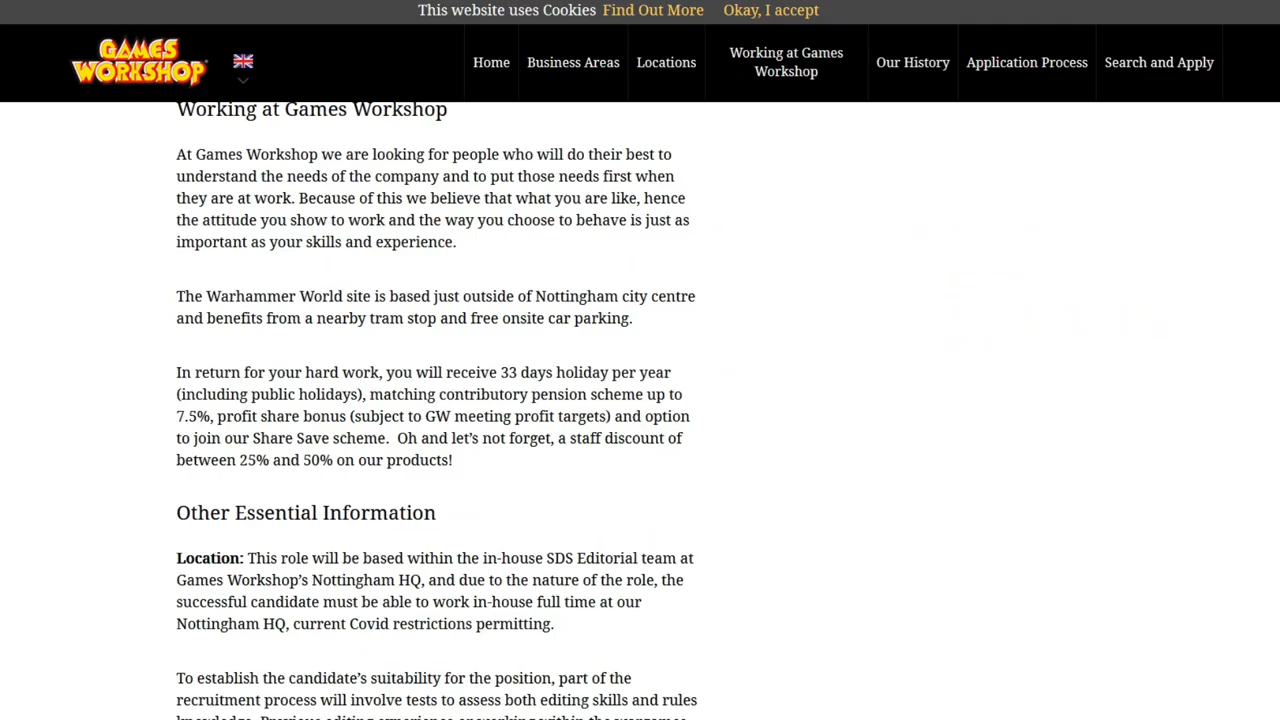 This website uses Cookies Find Out More Okay, I accept
GAMES WORKSHOP
Home Business Areas Locations Working at Games Workshop Our History Application Process Search and Apply
Working at Games Workshop
At Games Workshop we are looking for people who will do their best to
understand the needs of the company and to put those needs first when
they are at work. Because of this we believe that what you are like, hence
the attitude you show to work and the way you choose to behave is just as
important as your skills and experience.
The Warhammer World site is based just outside of Nottingham city centre
and benefits from a nearby tram stop and free onsite car parking.
In return for your hard work, you will receive 33 days holiday per year
(including public holidays), matching contributory pension scheme up to
7.5%, profit share bonus (subject to GW meeting profit targets) and option
to join our Share Save scheme.  Oh and let’s not forget, a staff discount of
between 25% and 50% on our products!
Other Essential Information
Location: This role will be based within the in-house SDS Editorial team at
Games Workshop’s Nottingham HQ, and due to the nature of the role, the
successful candidate must be able to work in-house full time at our
Nottingham HQ, current Covid restrictions permitting.
To establish the candidate’s suitability for the position, part of the
recruitment process will involve tests to assess both editing skills and rules